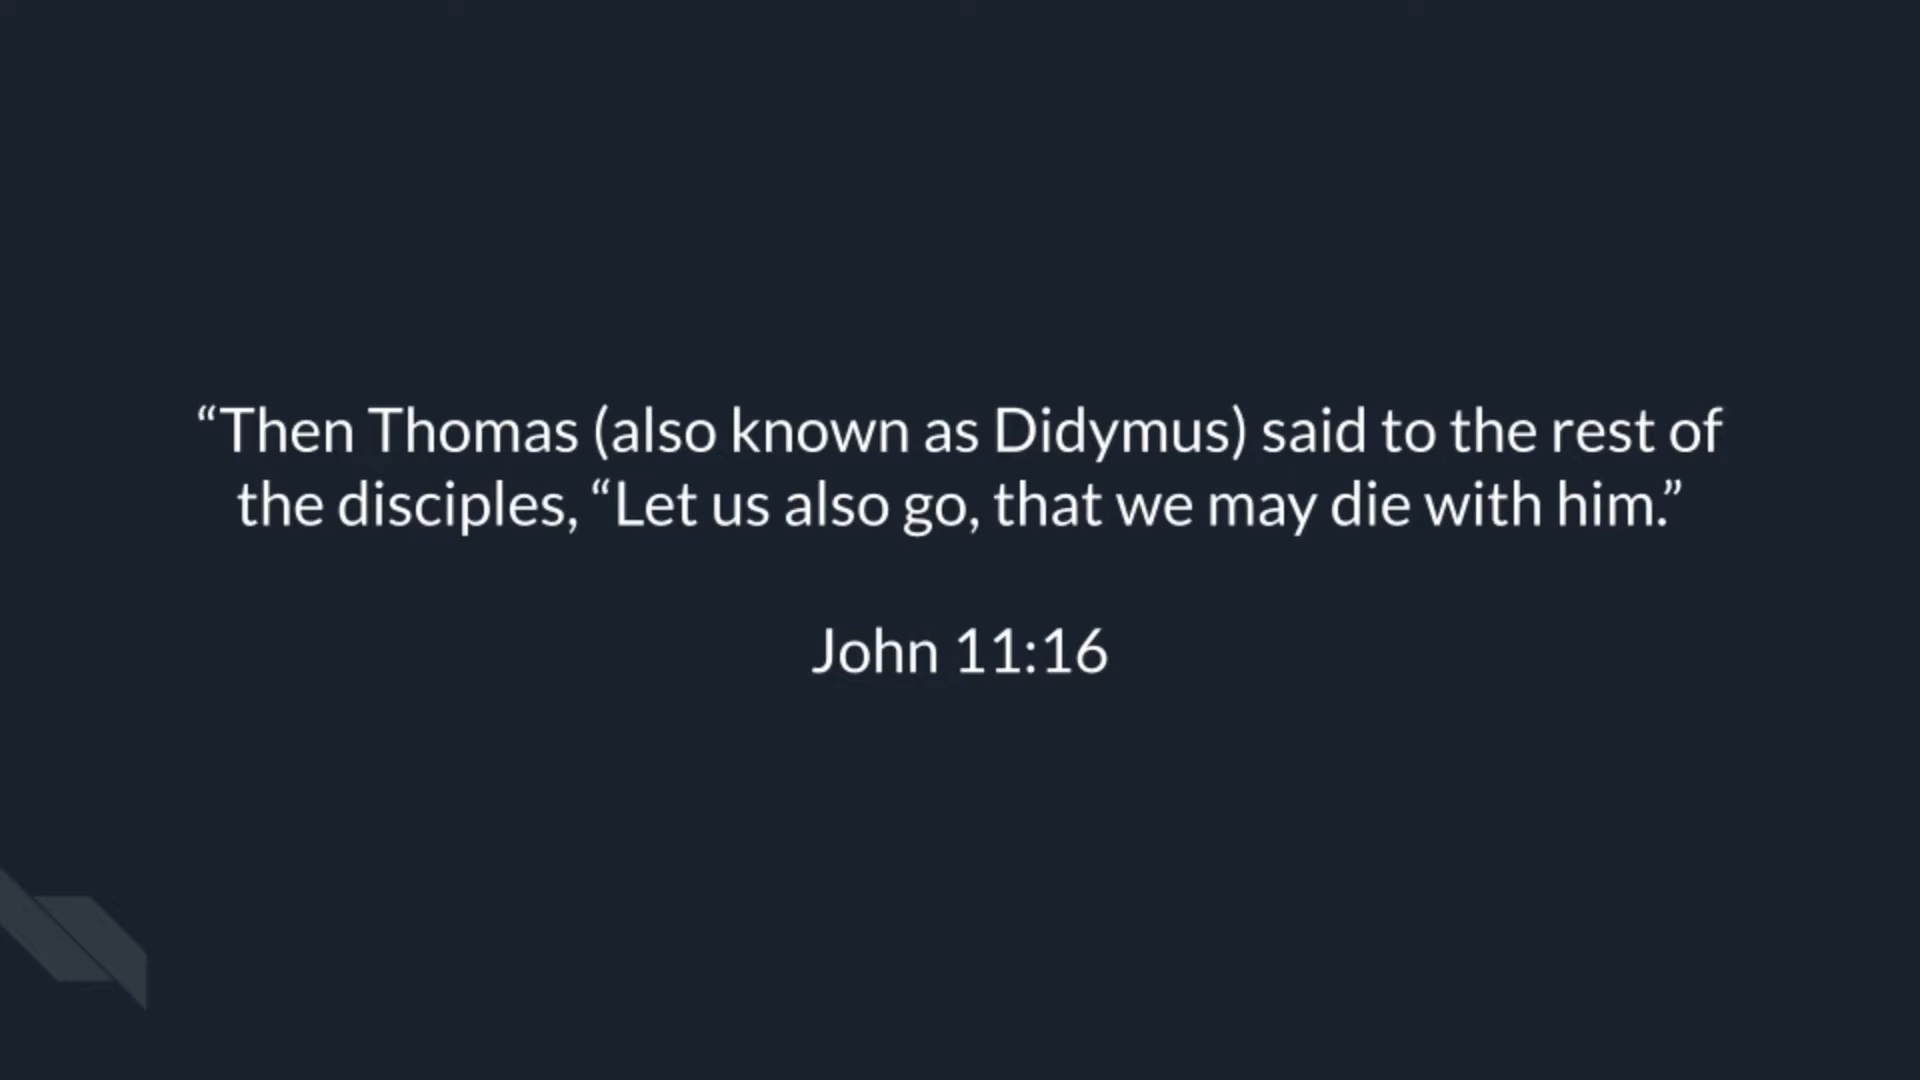 “Then Thomas (also known as Didymus) said to the rest of
the disciples, “Let us also go, that we may die with him.”
John 11:16